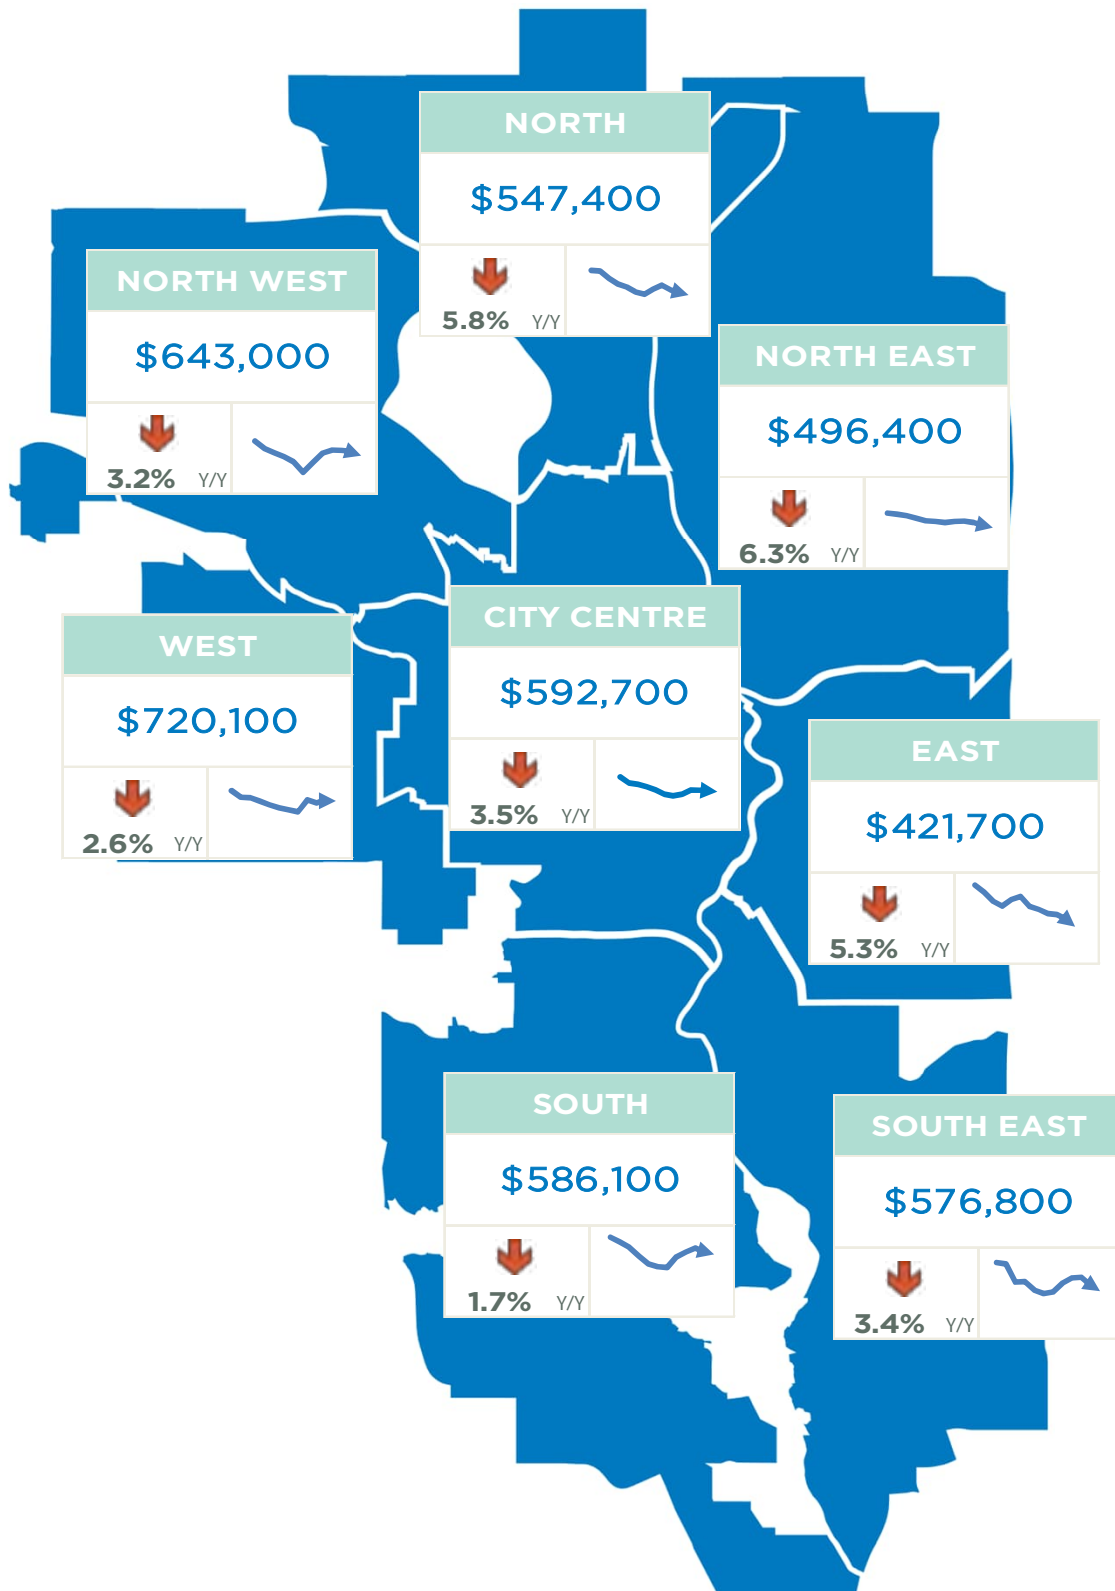 NORTH
$547,400
5.8% Y/Y
NORTH WEST
$643,000
3.2% Y/Y
NORTH EAST
$496,400
6.3% Y/Y
CITY CENTRE
$592,700
3.5% Y/Y
WEST
$720,100
2.6% Y/Y
EAST
$421,700
5.3% Y/Y
SOUTH
$586,100
1.7% Y/Y
SOUTH EAST
$576,800
3.4% Y/Y